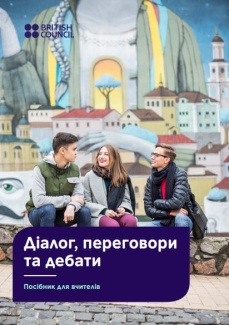 BRITISH
COUNCIL
Діалог, переговори
та дебати
Посібник для вчителів